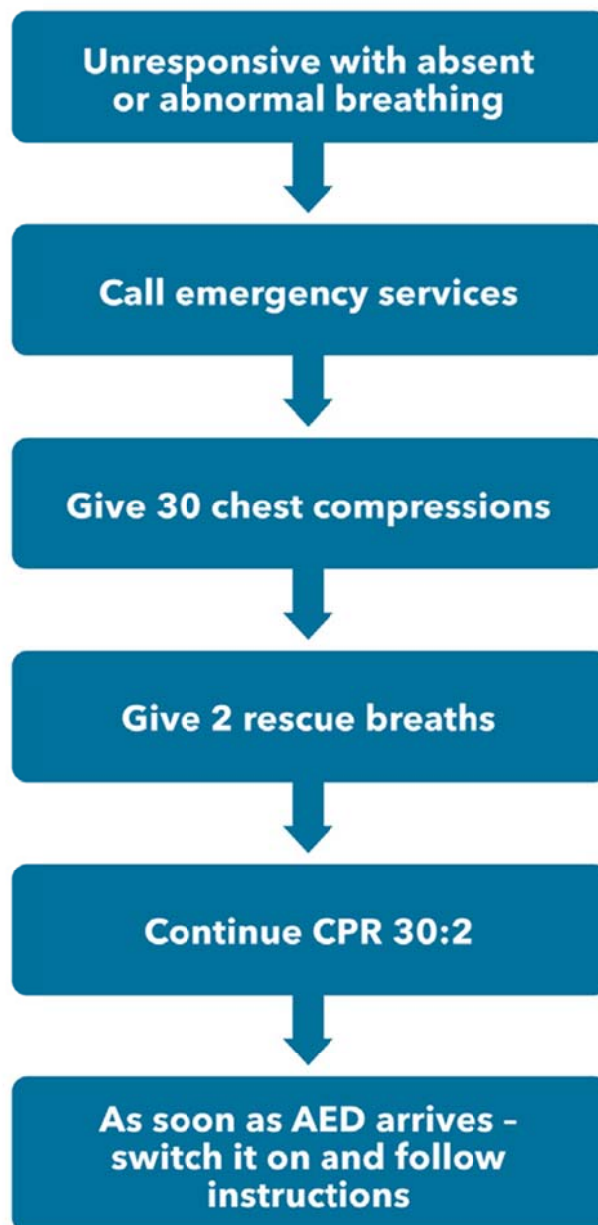 Unresponsive with absent
or abnormal breathing
Call emergency services
Give 30 chest compressions
Give 2 rescue breaths
Continue CPR 30:2
As soon as AED arrives –
switch it on and follow
instructions